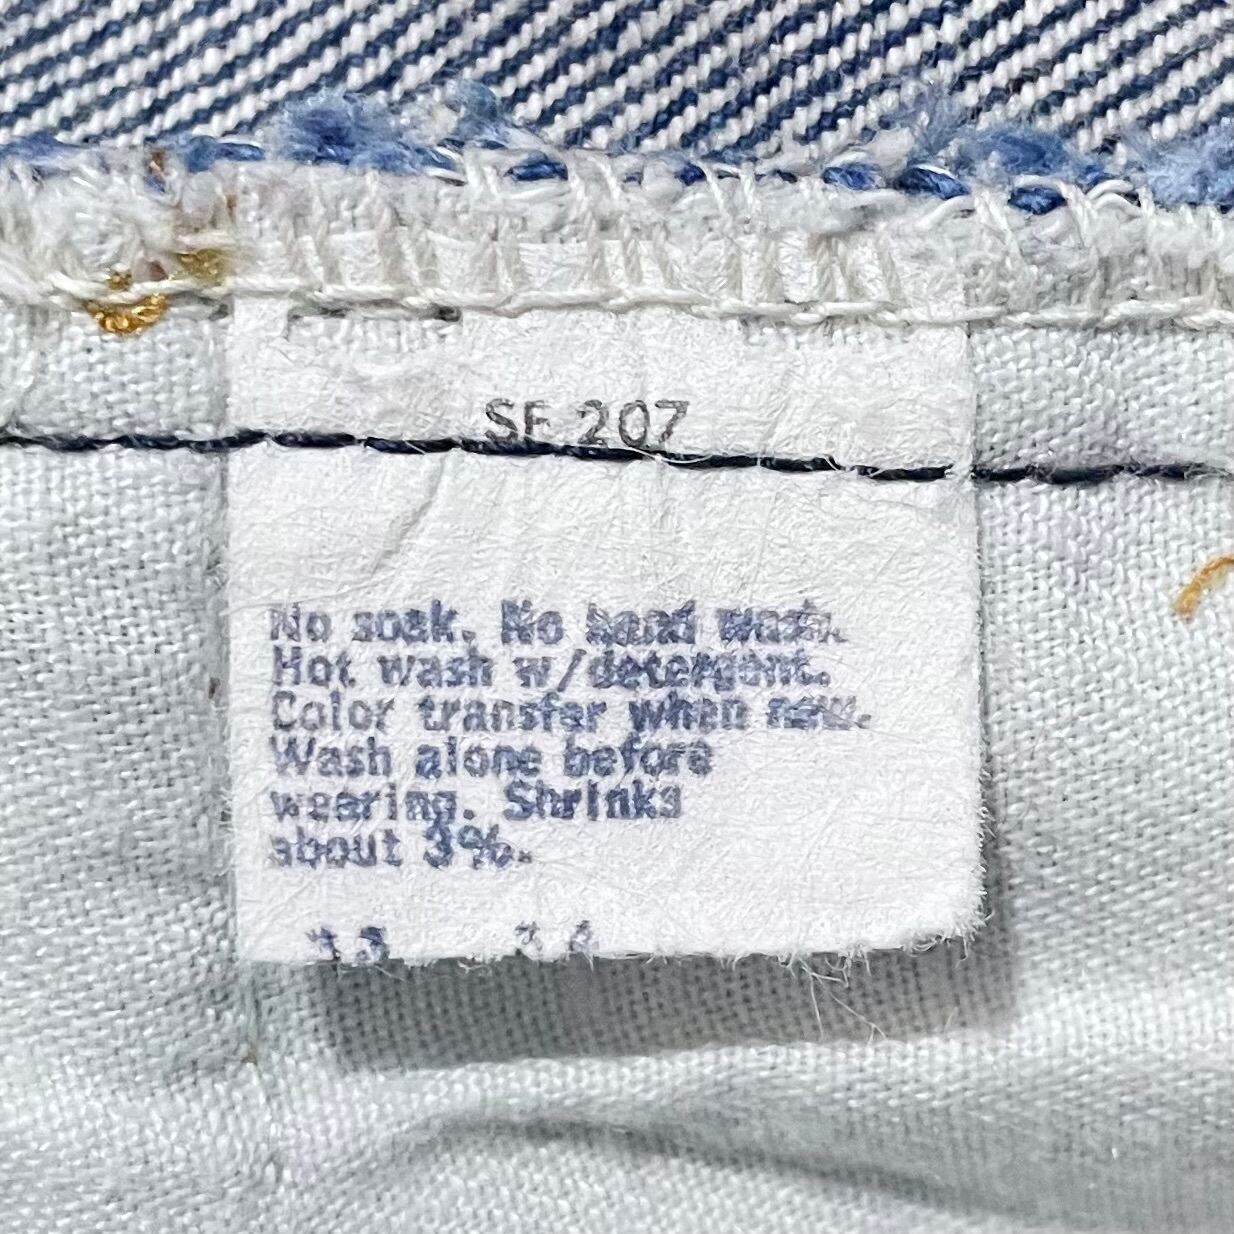 SF 207
No soak. No hand wash.
Hot wash w/detergent.
Color transfer when new.
Wash alone before
wearing. Shrinks
about 3%.